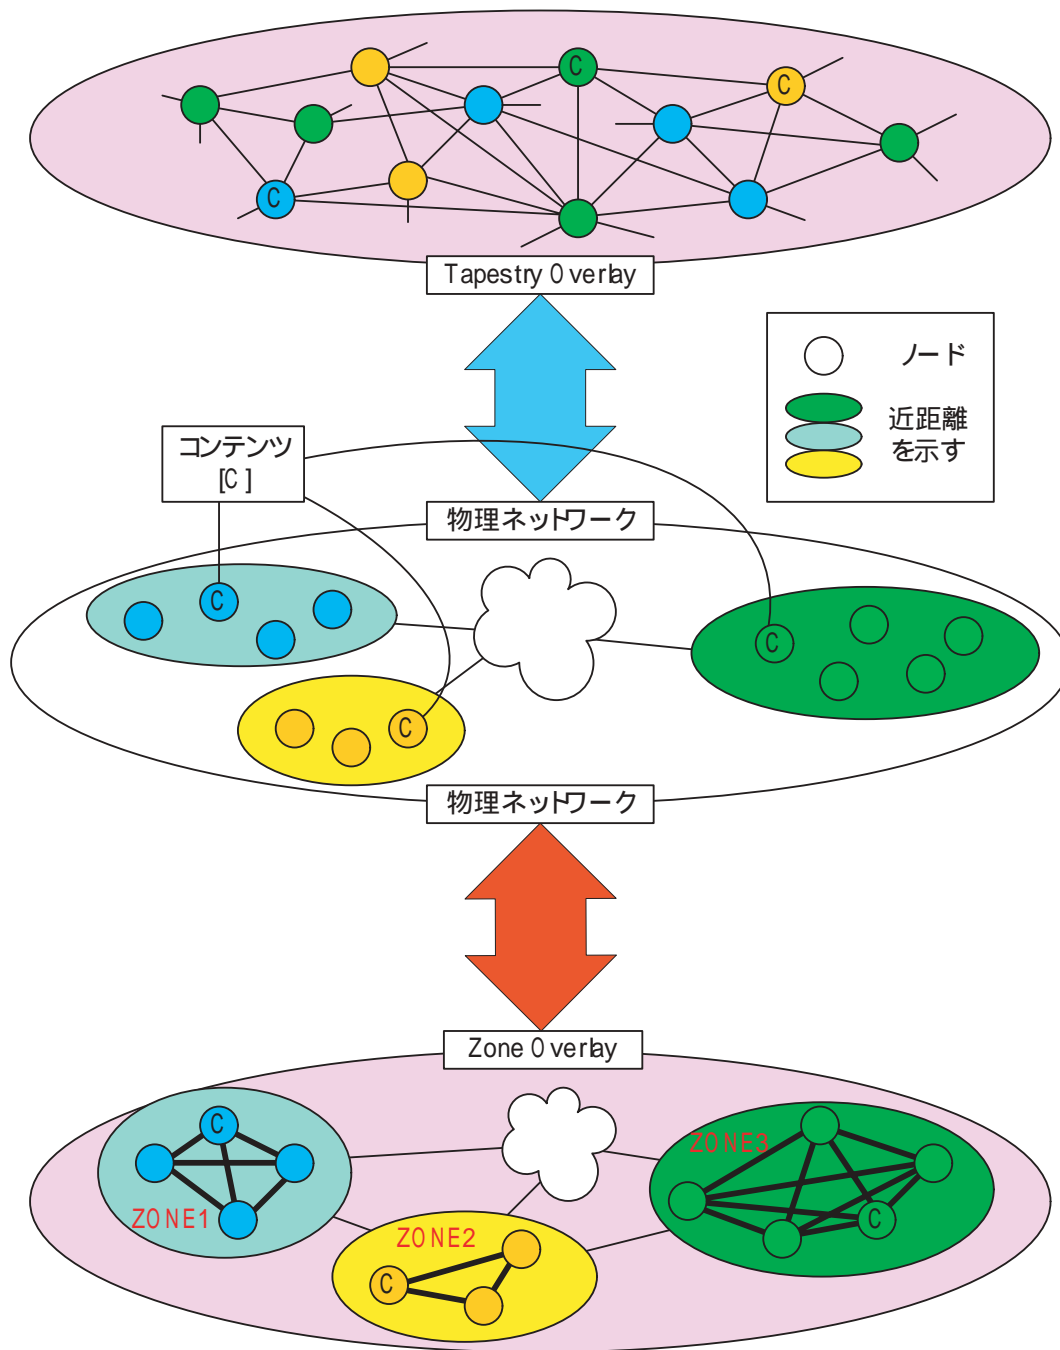 C
C
C
Tapestry Overlay
ノード
近距離
を示す
コンテンツ
[C]
物理ネットワーク
C
C
C
物理ネットワーク
Zone Overlay
C
ZONE1
ZONE2
C
ZONE3
C